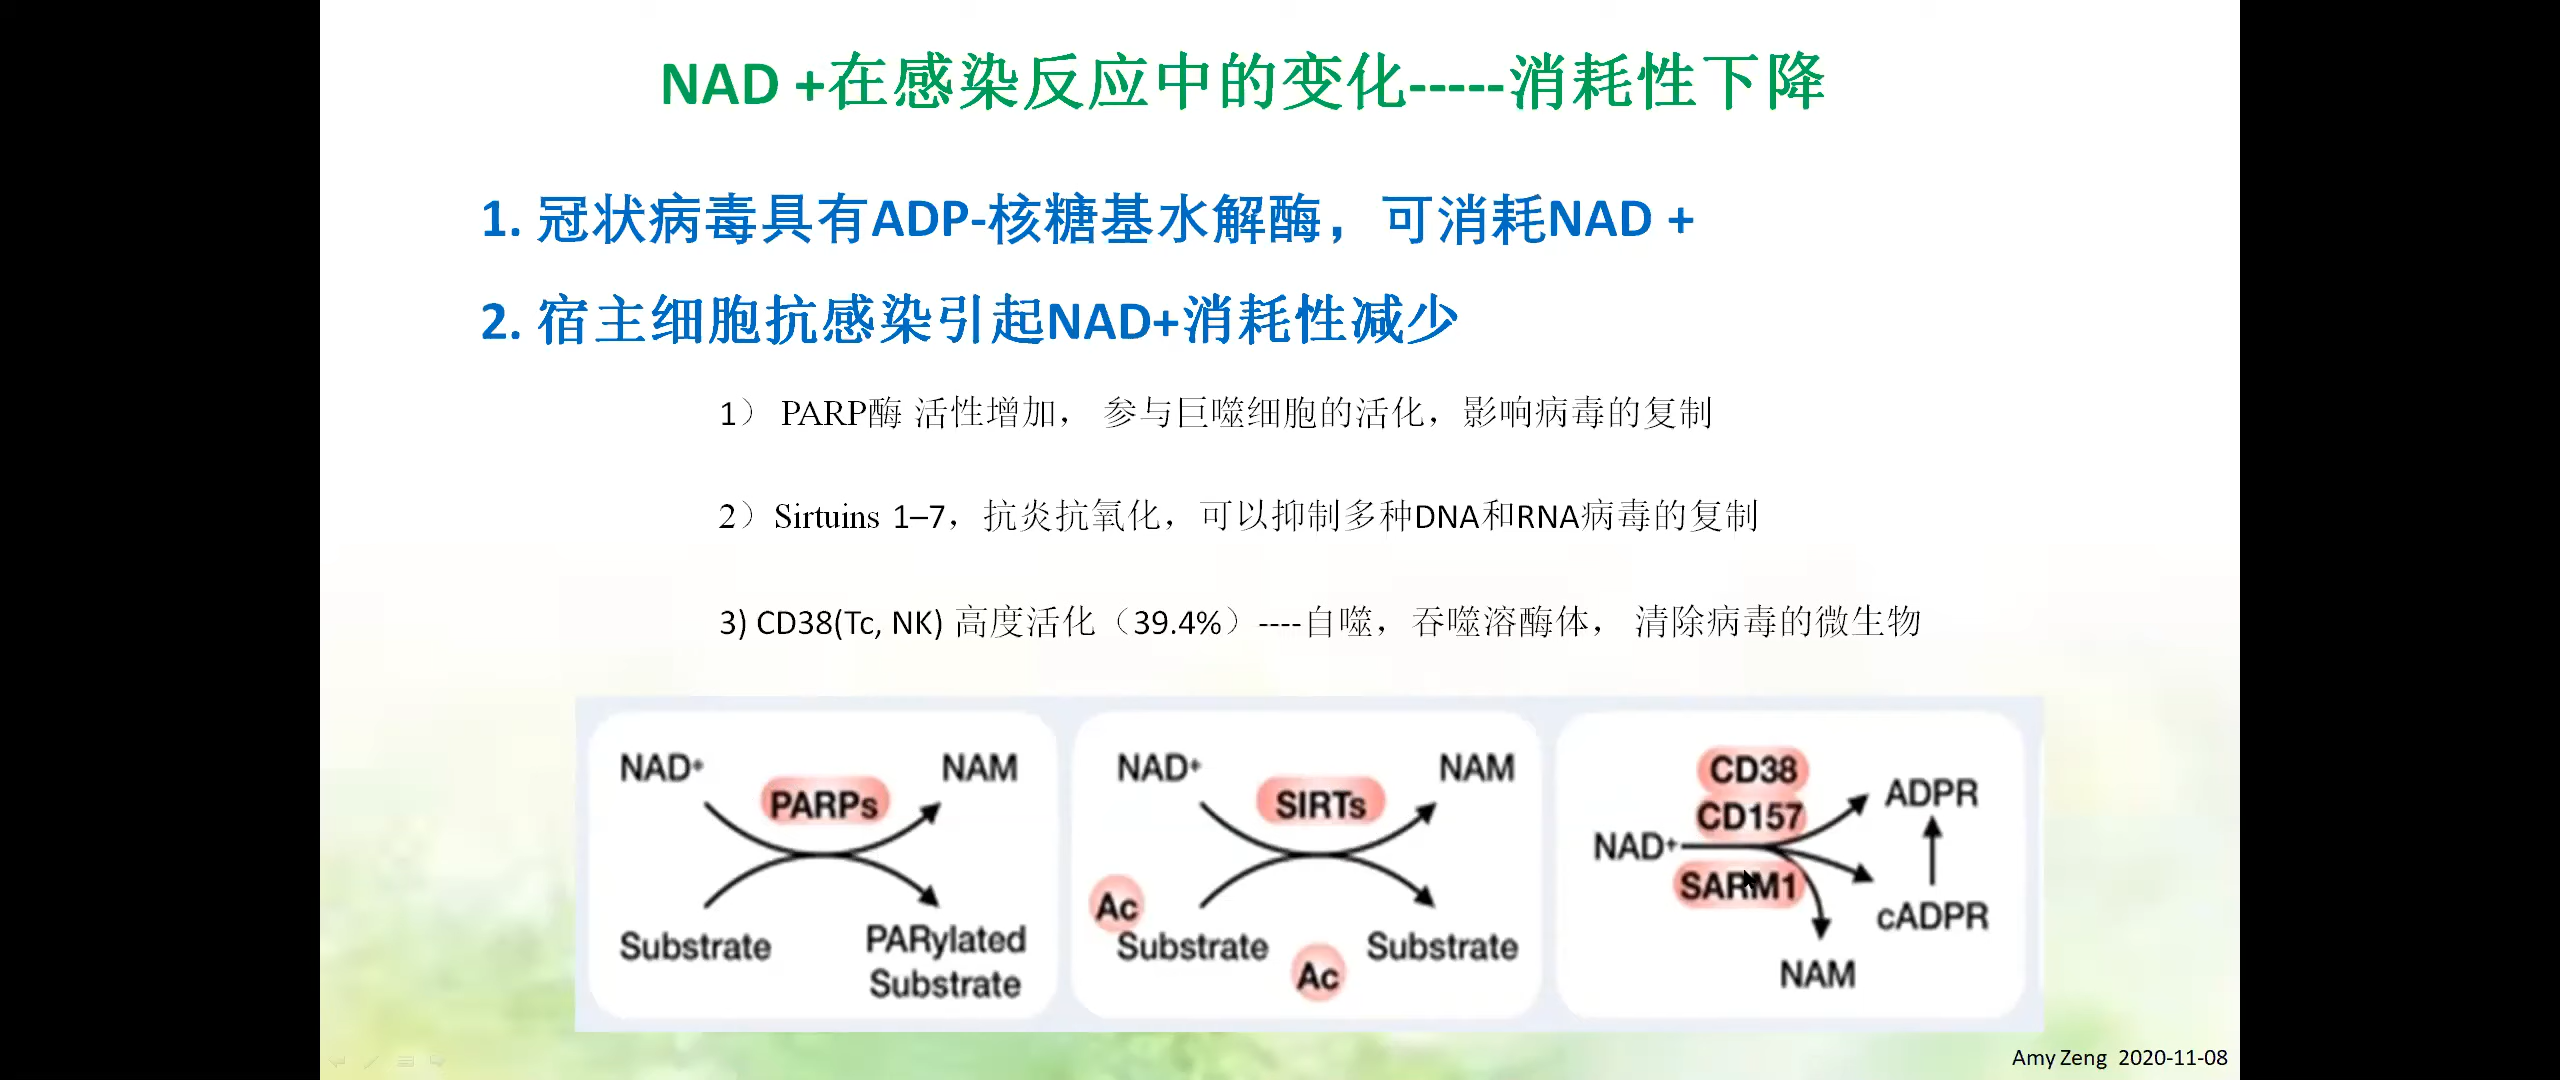 NAD +在感染反应中的变化-----消耗性下降
1. 冠状病毒具有ADP-核糖基水解酶，可消耗NAD +
2. 宿主细胞抗感染引起NAD+消耗性减少
1） PARP酶 活性增加， 参与巨噬细胞的活化，影响病毒的复制
2）Sirtuins 1–7，抗炎抗氧化，可以抑制多种DNA和RNA病毒的复制
3) CD38(Tc, NK) 高度活化（39.4%）----自噬，吞噬溶酶体， 清除病毒的微生物
NAD+
NAM
PARPs
Substrate
PARylated
Substrate
NAD+
NAM
SIRTs
Ac
Substrate
Ac
Substrate
CD38
CD157
NAD+
SARM1
ADPR
cADPR
NAM
Amy Zeng 2020-11-08